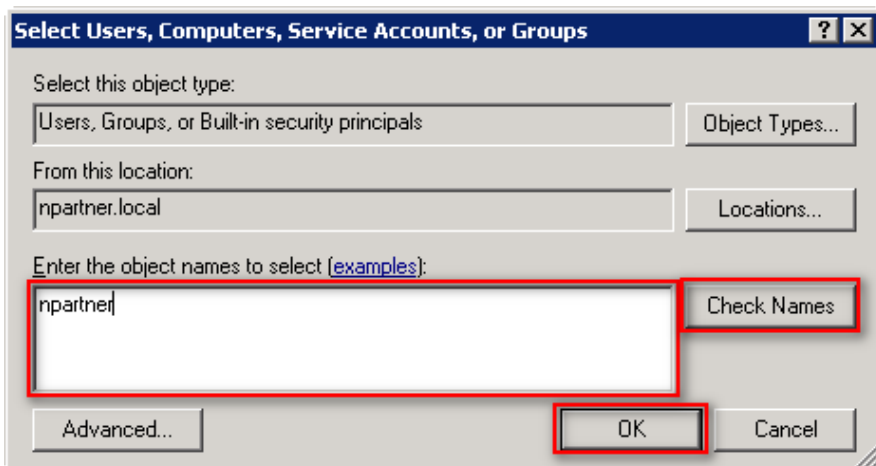 Select Users, Computers, Service Accounts, or Groups
Select this object type:
Users, Groups, or Built-in security principals
Object Types...
From this location:
npartner.local
Locations...
Enter the object names to select (examples):
npartner
Check Names
Advanced...
OK
Cancel